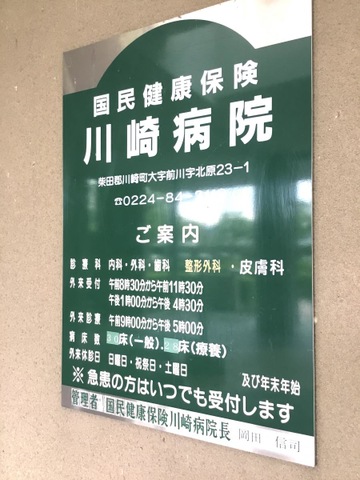 国民健康保険
川崎病院
柴田郡川崎町大字前川字北原23-1
☎0224-84-
ご案内
診療科 内科・外科・歯科 整形外科・皮膚科
外来受付 午前8時30分から午前11時30分
午後1時00分から午後 4時30分
外来診療 午前9時00分から午後 5時00分
病床数 30床(一般)、28床(療養)
外来休診日 日曜日・祝祭日・土曜日
及び年末年始
※急患の方はいつでも受付します
管理者 国民健康保険川崎病院長 岡田 信司